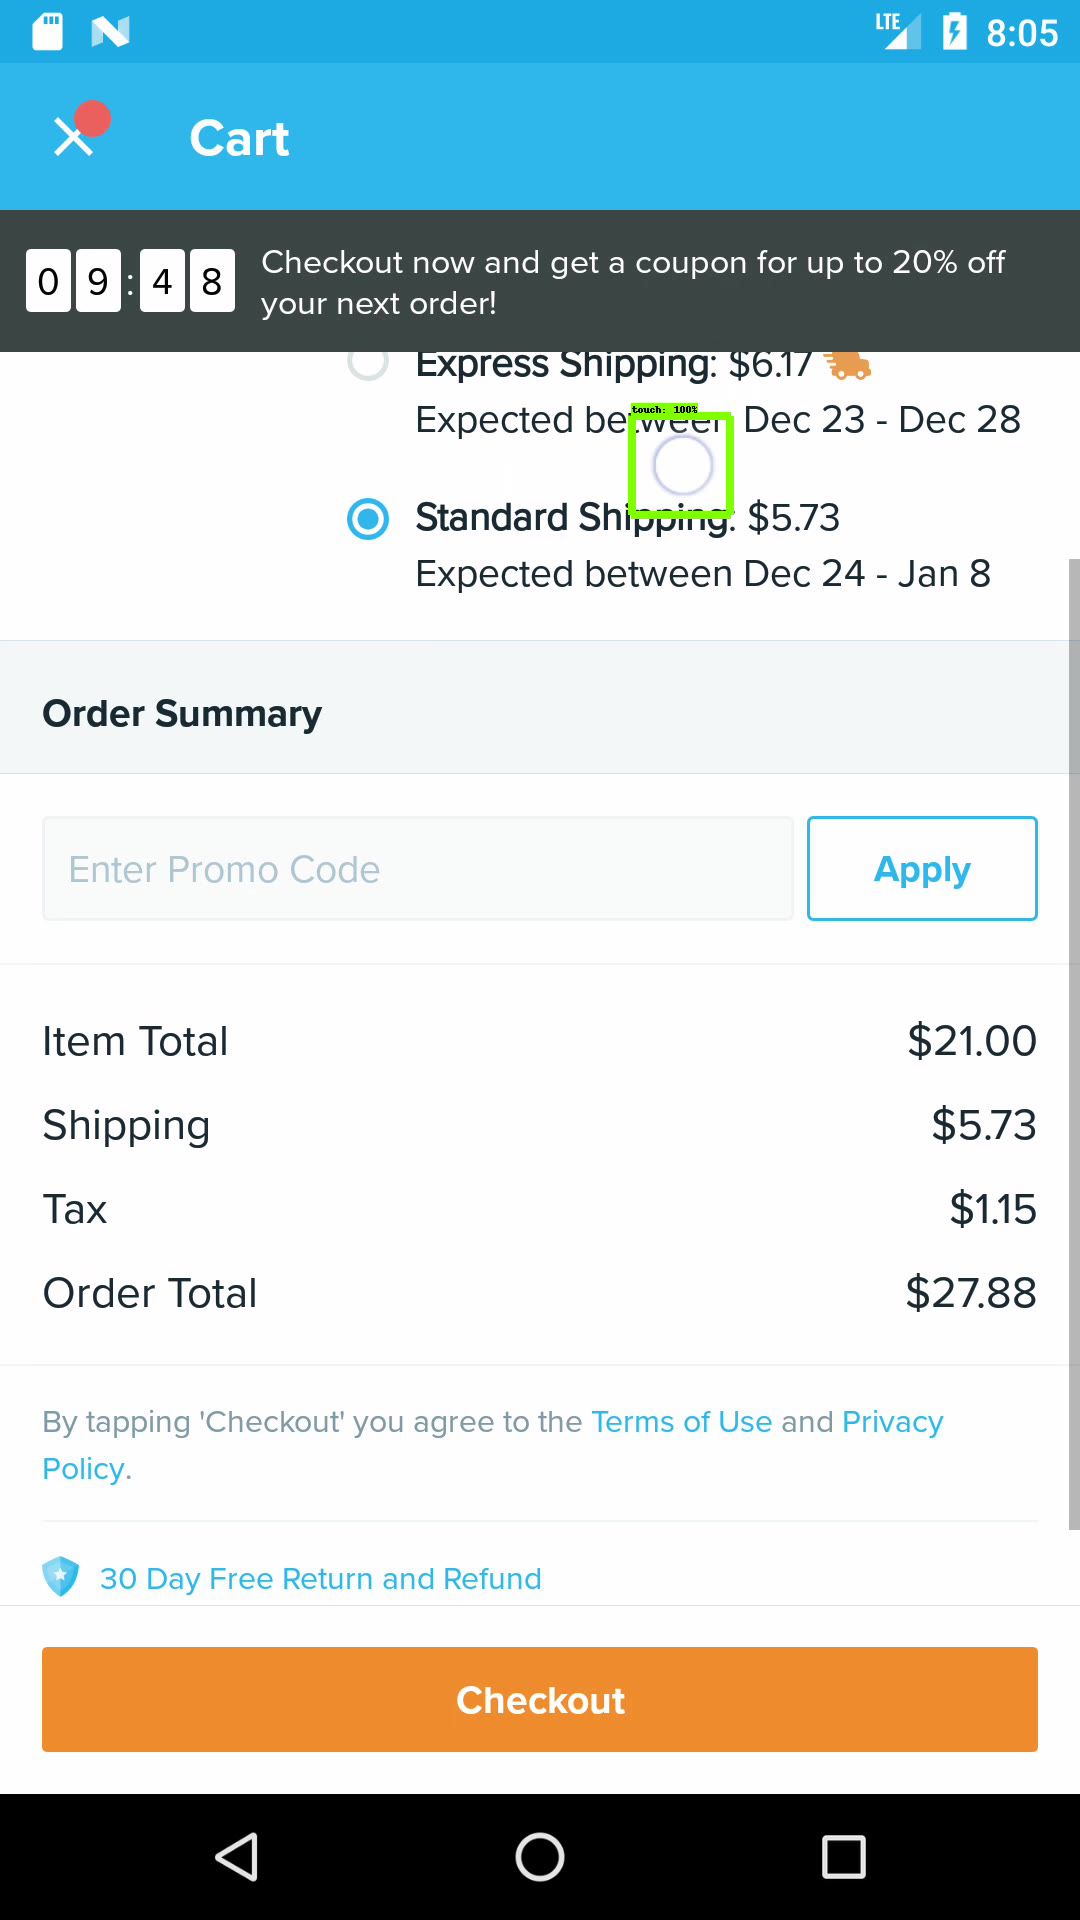 LTE 8:05
Cart
09:48
Checkout now and get a coupon for up to 20% off
your next order!
Express Shipping: $6.17
touch: 100%
Expected between Dec 23 - Dec 28
Standard Shipping: $5.73
Expected between Dec 24 - Jan 8
Order Summary
Enter Promo Code
Apply
Item Total $21.00
Shipping $5.73
Tax $1.15
Order Total $27.88
By tapping 'Checkout' you agree to the Terms of Use and Privacy
Policy.
30 Day Free Return and Refund
Checkout